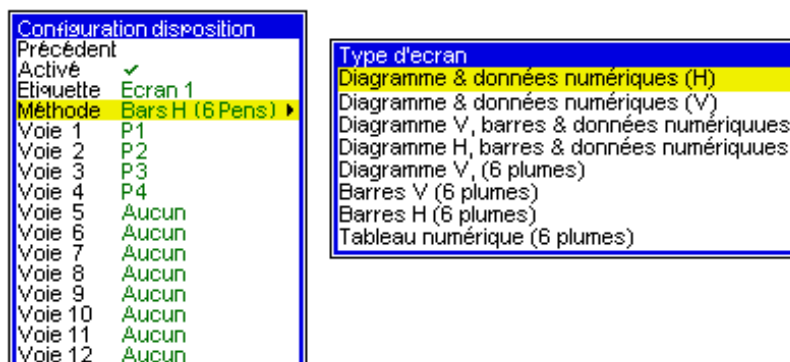 Configuration disposition
Précédent
Activé ✓
Etiquette Ecran 1
Méthode Bars H (6 Pens)
Voie 1 P1
Voie 2 P2
Voie 3 P3
Voie 4 P4
Voie 5 Aucun
Voie 6 Aucun
Voie 7 Aucun
Voie 8 Aucun
Voie 9 Aucun
Voie 10 Aucun
Voie 11 Aucun
Voie 12 Aucun
Type d'ecran
Diagramme & données numériques (H)
Diagramme & données numériques (V)
Diagramme V, barres & données numériquues
Diagramme H, barres & données numériquues
Diagramme V, (6 plumes)
Barres V (6 plumes)
Barres H (6 plumes)
Tableau numérique (6 plumes)